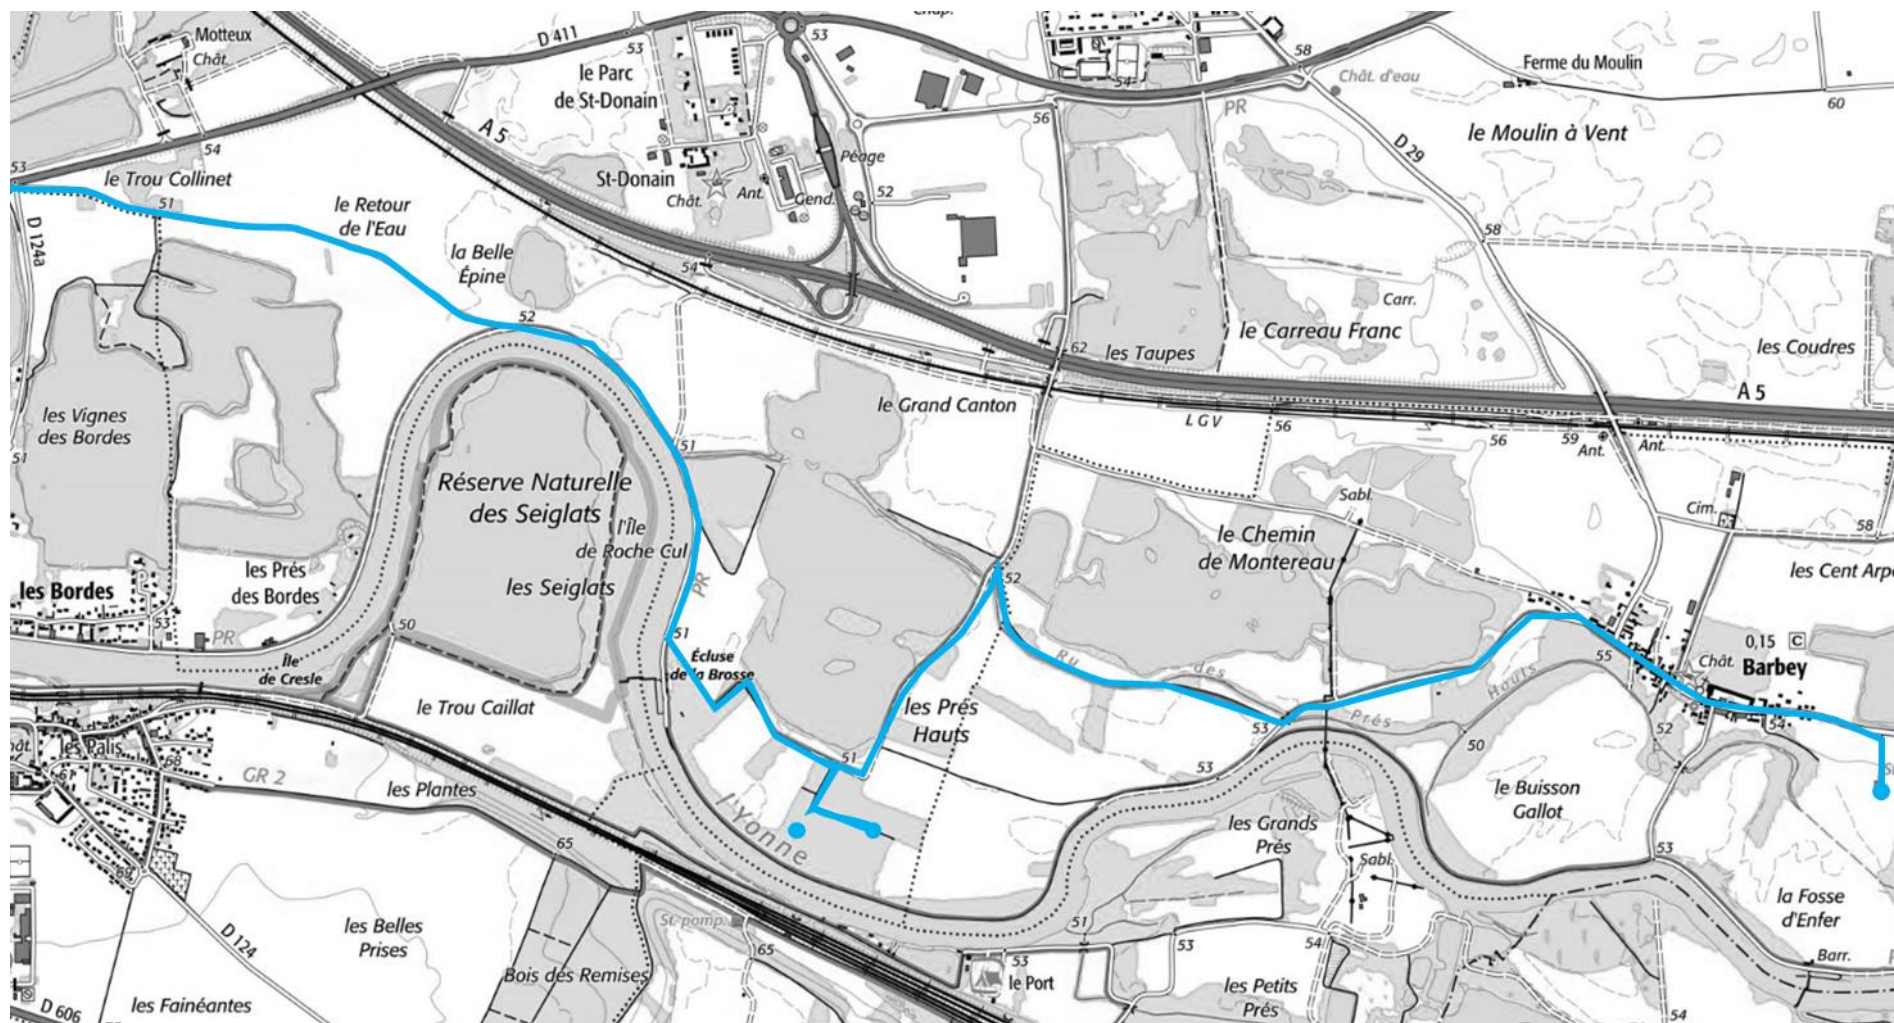 Motteux
Chât.
D 411
53
le Parc
de St-Donain
53
54
58
Chât. d'eau
Ferme du Moulin
60
PR
56
D 29
le Moulin à Vent
A 5
54
53
le Trou Collinet
51
le Retour
de l'Eau
St-Donain
Chât.
Ant.
Gend.
Péage
52
D 124a
la Belle
Épine
54
58
Carr.
le Carreau Franc
les Coudres
52
62
les Taupes
A 5
les Vignes
des Bordes
51
51
le Grand Canton
LGV
56
56
59
Ant.
Ant.
Réserve Naturelle
des Seiglats
l'Île
de Roche Cul
les Seiglats
Sabl.
le Chemin
de Montereau
Cim.
58
les Prés
des Bordes
les Bordes
53
PR
50
PR
52
les Cent Arpe
Île
de Cresle
51
Écluse
de la Brosse
Ru
des
Prés
Hauts
55
0,15 C
Chât.
Barbey
le Trou Caillat
les Prés
Hauts
51
53
53
50
52
54
les Palis
61
68
GR 2
les Plantes
l'Yonne
le Buisson
Gallot
les Grands
Prés
Sabl.
65
69
53
la Fosse
d'Enfer
les Belles
Prises
D 124
St. pomp.
65
51
53
54
53
le Port
Barr.
Bois des Remises
les Petits
Prés
54
D 606
les Fainéantes